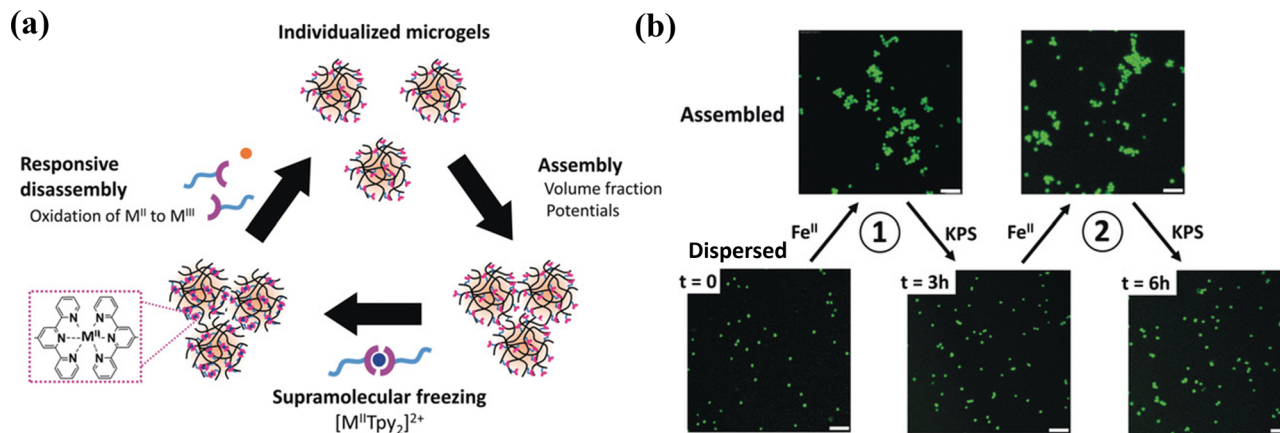 (a)
Individualized microgels
Responsive
disassembly
Oxidation of Mᴵᴵ to Mᴵᴵᴵ
Assembly
Volume fraction
Potentials
N
N
N
Mᴵᴵ
N
N
N
Supramolecular freezing
[MᴵᴵTpy₂]²⁺
(b)
Assembled
Feᴵᴵ
1
KPS
Feᴵᴵ
2
KPS
Dispersed
t = 0
t = 3h
t = 6h